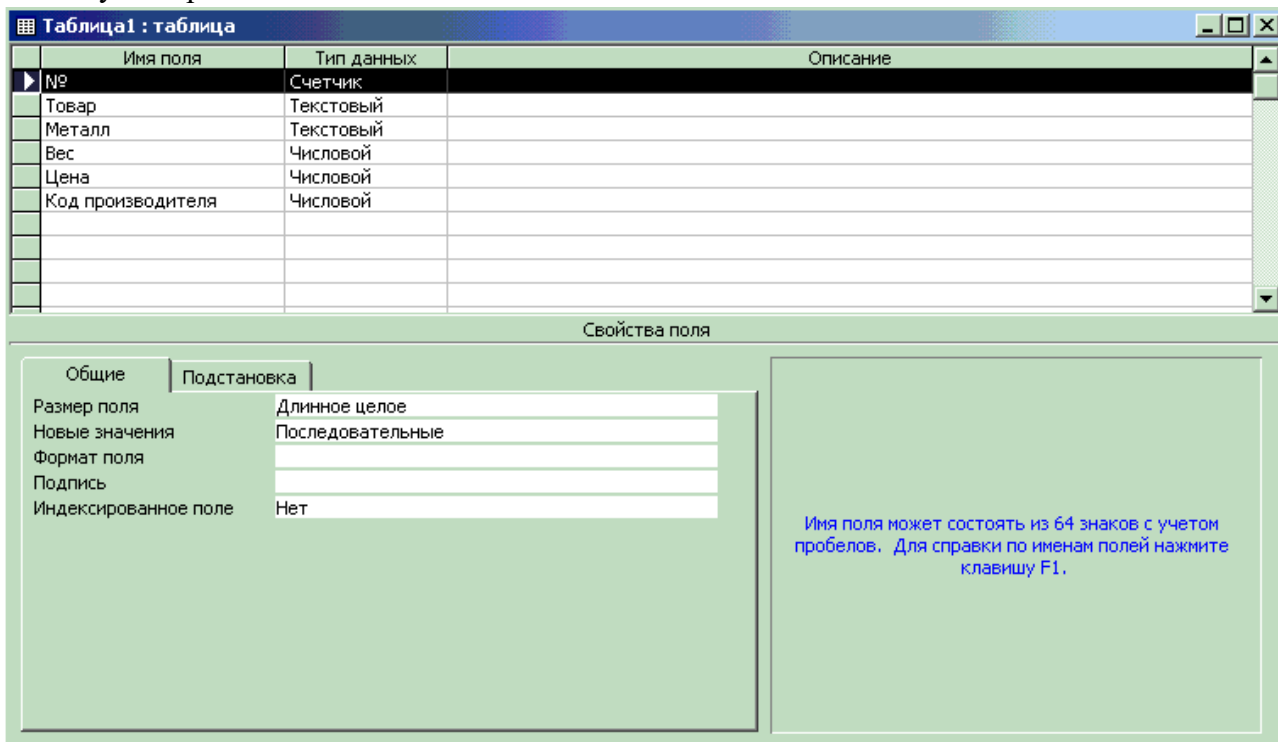 Таблица1 : таблица
Имя поля Тип данных Описание
№ Счетчик
Товар Текстовый
Металл Текстовый
Вес Числовой
Цена Числовой
Код производителя Числовой
Свойства поля
Общие Подстановка
Размер поля Длинное целое
Новые значения Последовательные
Формат поля
Подпись
Индексированное поле Нет
Имя поля может состоять из 64 знаков с учетом
пробелов. Для справки по именам полей нажмите
клавишу F1.